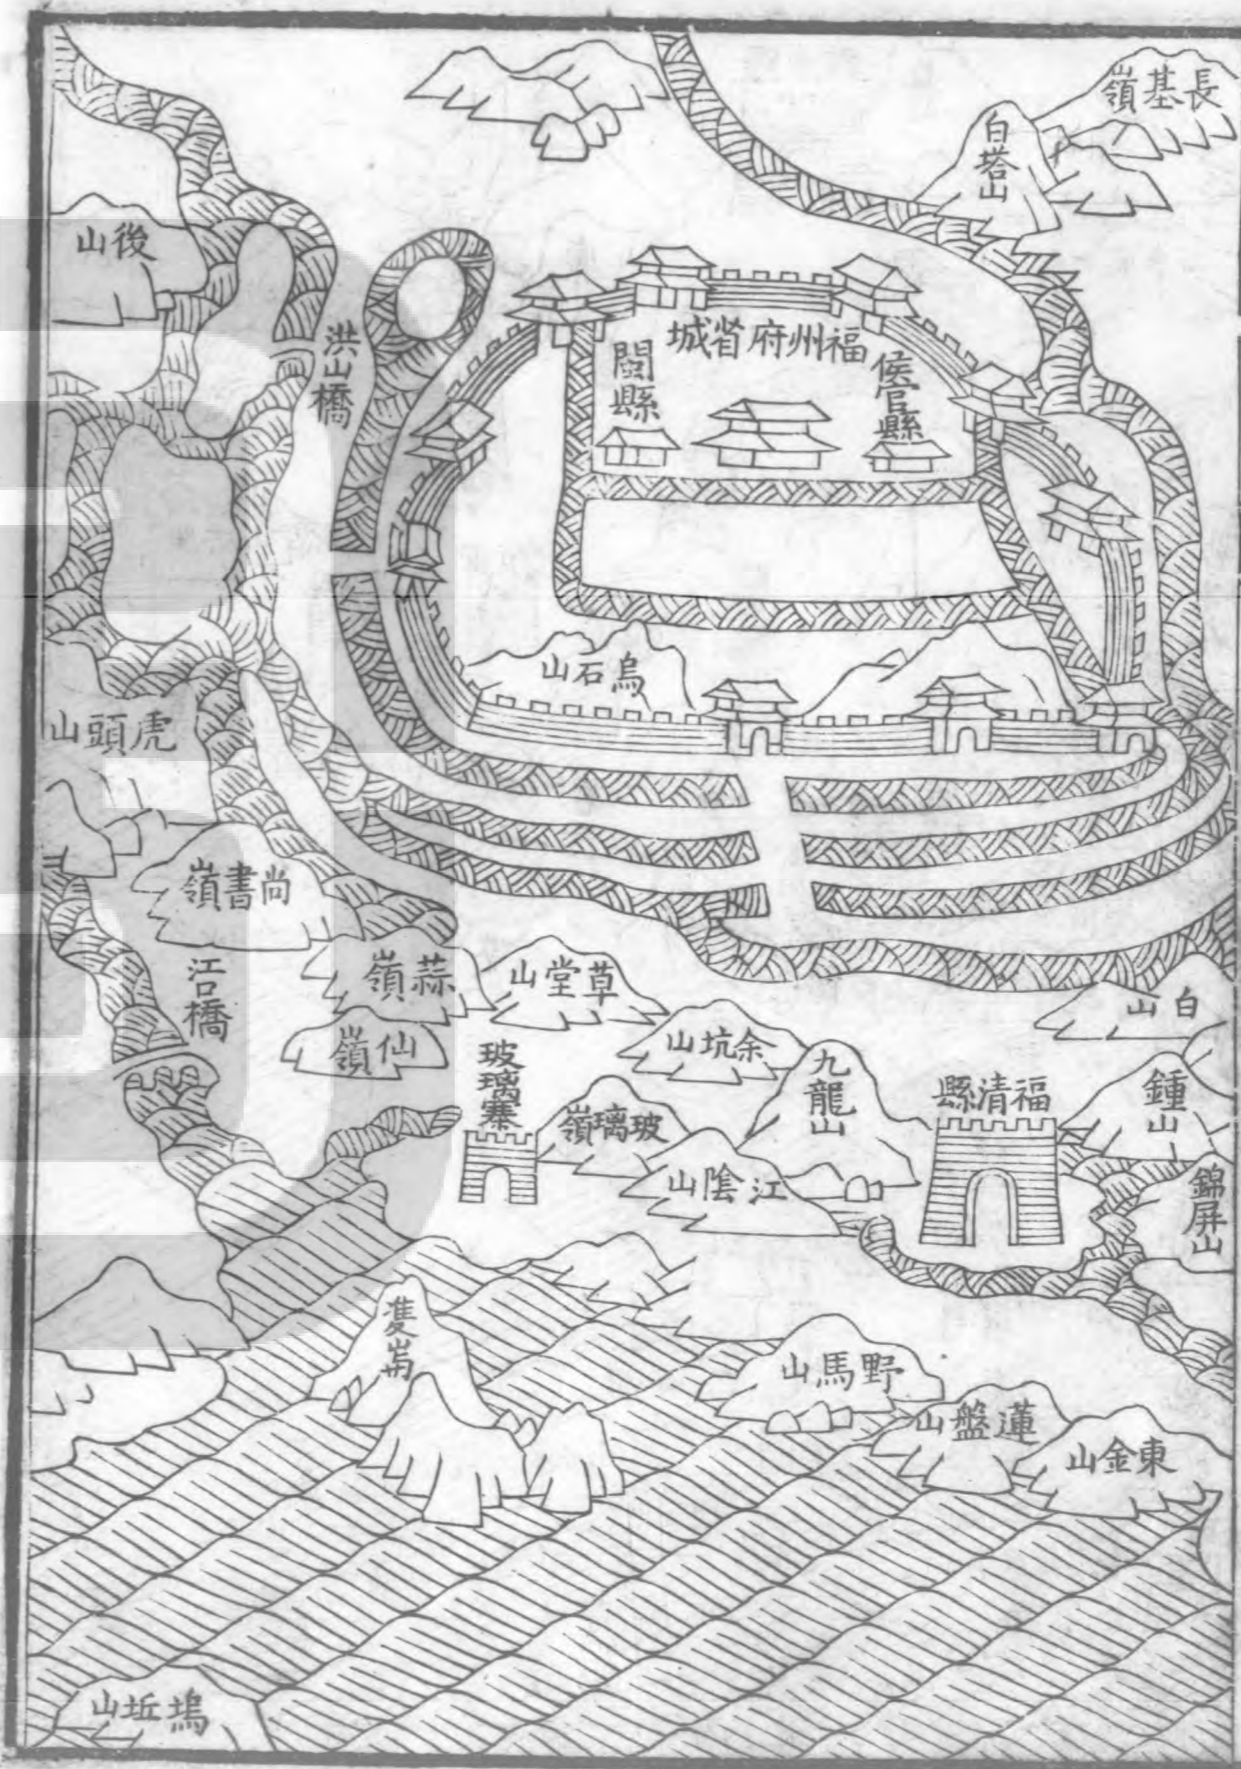 長基嶺
白塔山
後山
洪山橋
福州府省城
閩縣
侯官縣
烏石山
虎頭山
尚書嶺
江口橋
蒜嶺
草堂山
仙嶺
余坑山
白山
玻璃寨
玻璃嶺
九龍山
福清縣
鍾山
江陰山
錦屏山
野馬山
蓮盤山
東金山
塢坵山